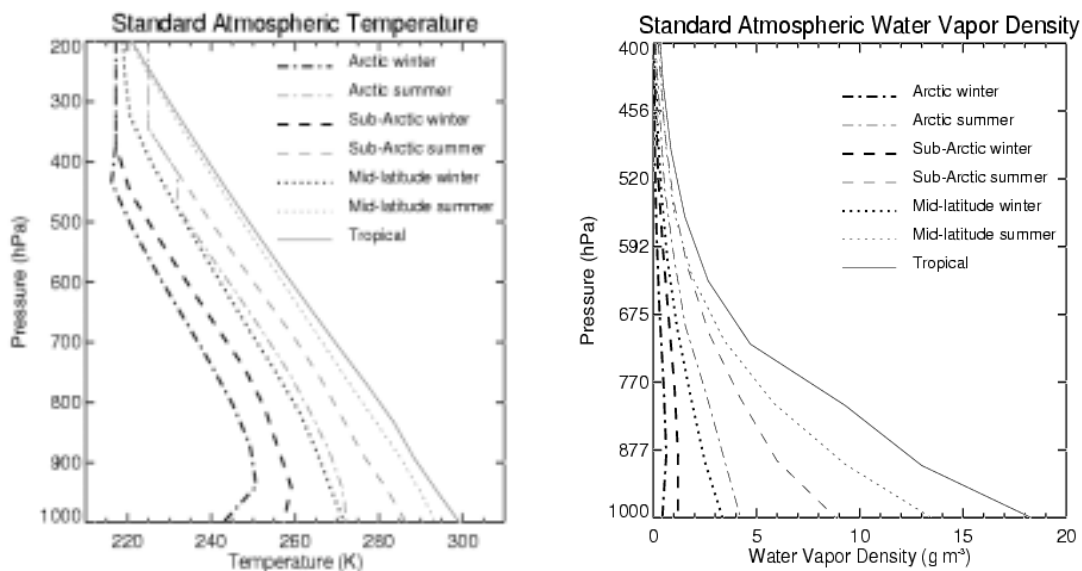 Standard Atmospheric Temperature
200
300
400
500
600
700
800
900
1000
Pressure (hPa)
Arctic winter
Arctic summer
Sub-Arctic winter
Sub-Arctic summer
Mid-latitude winter
Mid-latitude summer
Tropical
220
240
260
280
300
Temperature (K)
Standard Atmospheric Water Vapor Density
400
456
520
592
675
770
877
1000
Pressure (hPa)
Arctic winter
Arctic summer
Sub-Arctic winter
Sub-Arctic summer
Mid-latitude winter
Mid-latitude summer
Tropical
0
5
10
15
20
Water Vapor Density (g m⁻³)